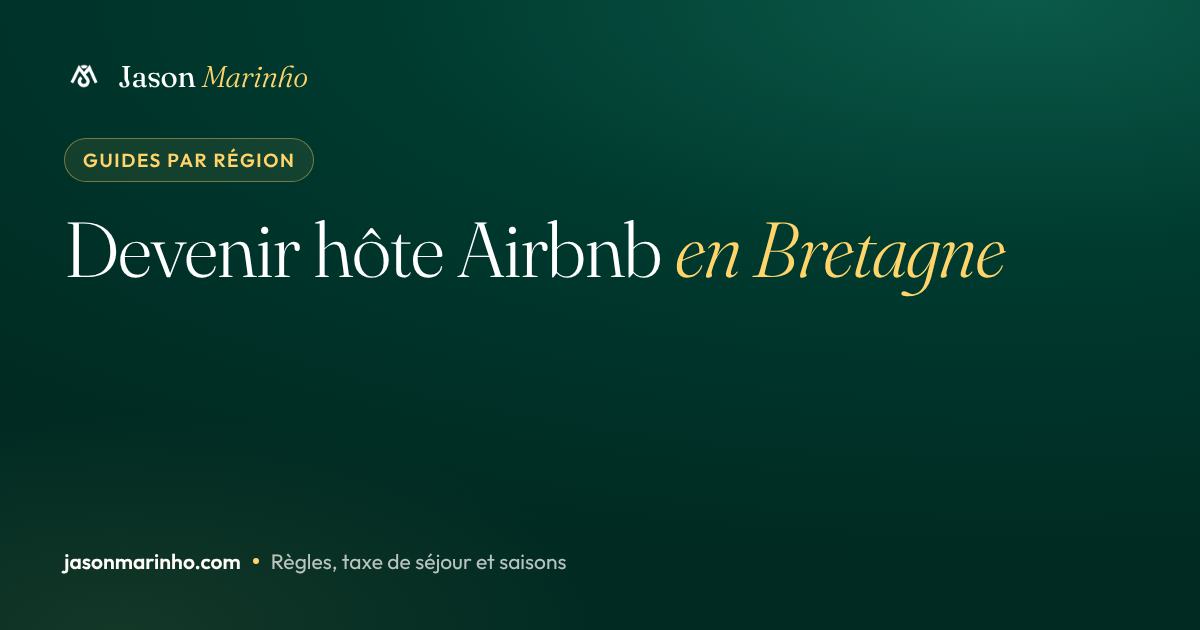 Jason Marinho
GUIDES PAR RÉGION
Devenir hôte Airbnb en Bretagne
jasonmarinho.com • Règles, taxe de séjour et saisons